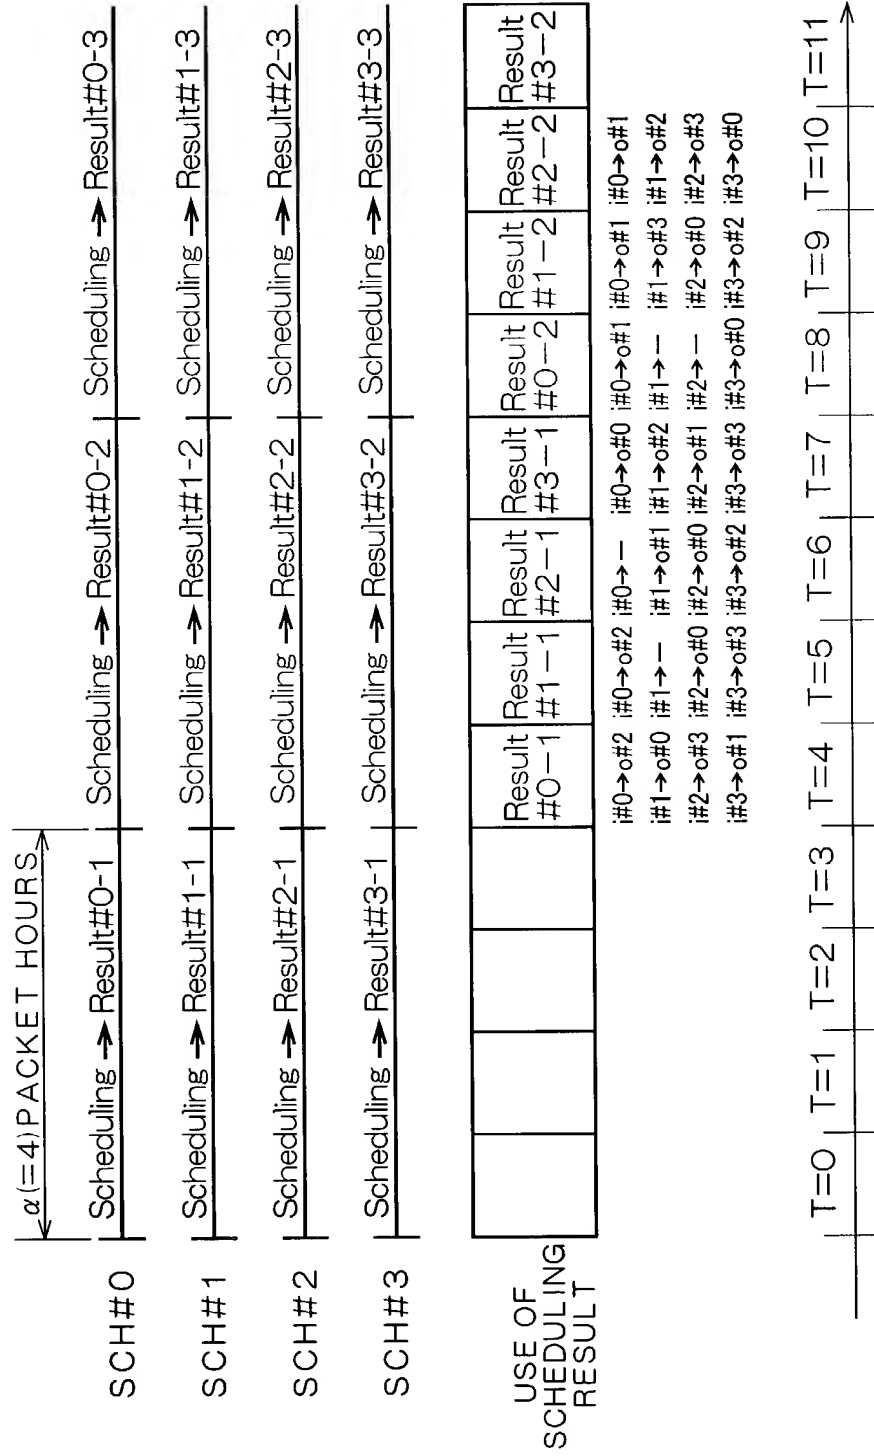 α(=4)PACKET HOURS
SCH#0 Scheduling → Result#0-1 Scheduling → Result#0-2 Scheduling → Result#0-3
SCH#1 Scheduling → Result#1-1 Scheduling → Result#1-2 Scheduling → Result#1-3
SCH#2 Scheduling → Result#2-1 Scheduling → Result#2-2 Scheduling → Result#2-3
SCH#3 Scheduling → Result#3-1 Scheduling → Result#3-2 Scheduling → Result#3-3
USE OF
SCHEDULING
RESULT
Result Result Result Result Result Result Result Result
#0-1 #1-1 #2-1 #3-1 #0-2 #1-2 #2-2 #3-2
i#0→o#2 i#0→o#2 i#0→— i#0→o#0 i#0→o#1 i#0→o#1 i#0→o#1
i#1→o#0 i#1→— i#1→o#1 i#1→o#2 i#1→— i#1→o#3 i#1→o#2
i#2→o#3 i#2→o#0 i#2→o#0 i#2→o#1 i#2→— i#2→o#0 i#2→o#3
i#3→o#1 i#3→o#3 i#3→o#2 i#3→o#3 i#3→o#0 i#3→o#2 i#3→o#0
T=0 T=1 T=2 T=3 T=4 T=5 T=6 T=7 T=8 T=9 T=10 T=11